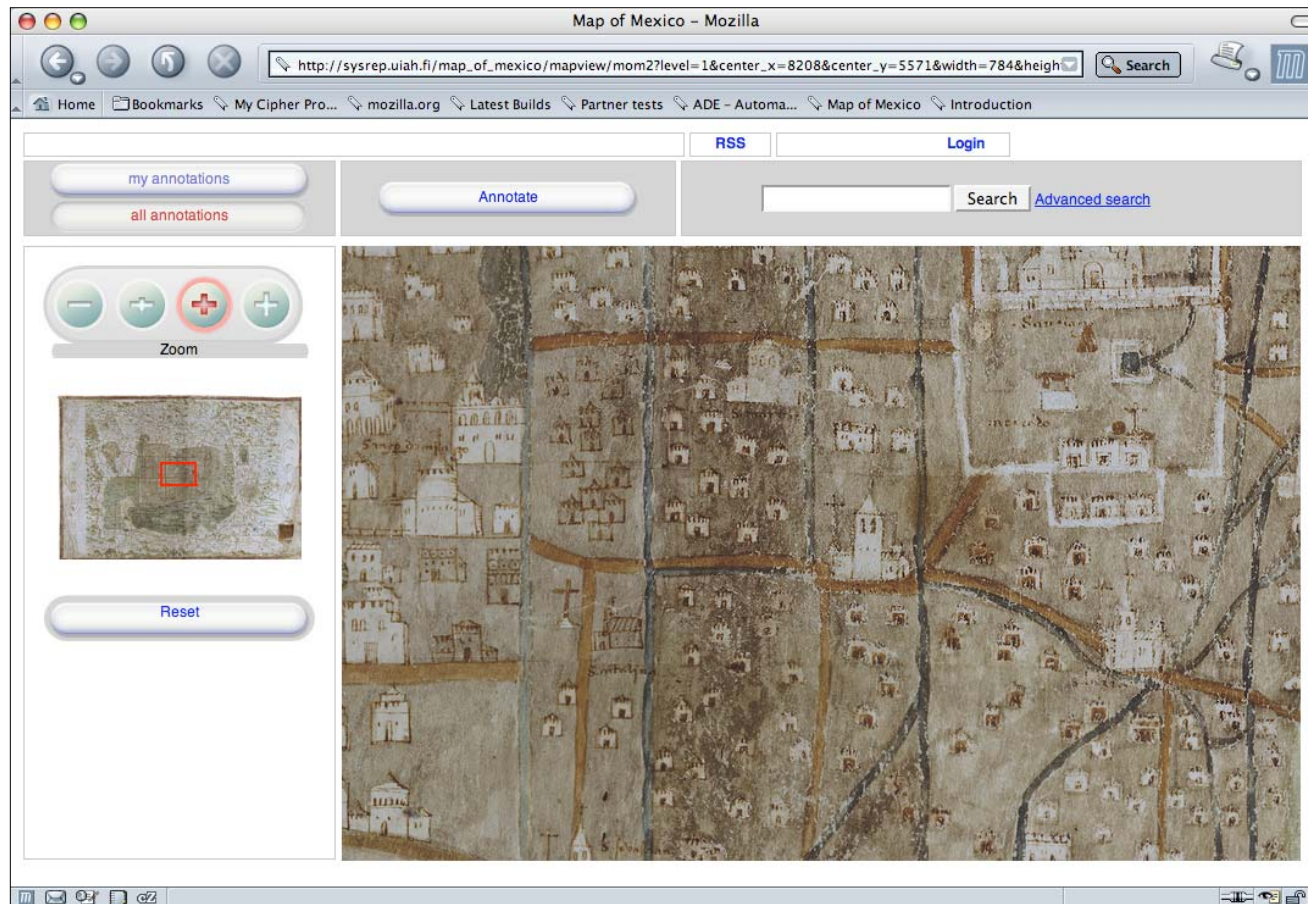 Map of Mexico – Mozilla
http://sysrep.uiah.fi/map_of_mexico/mapview/mom2?level=1&center_x=8208&center_y=5571&width=784&heigh
Search
Home Bookmarks My Cipher Pro... mozilla.org Latest Builds Partner tests ADE – Automa... Map of Mexico Introduction
RSS Login
my annotations
all annotations
Annotate
Search Advanced search
Zoom
Reset